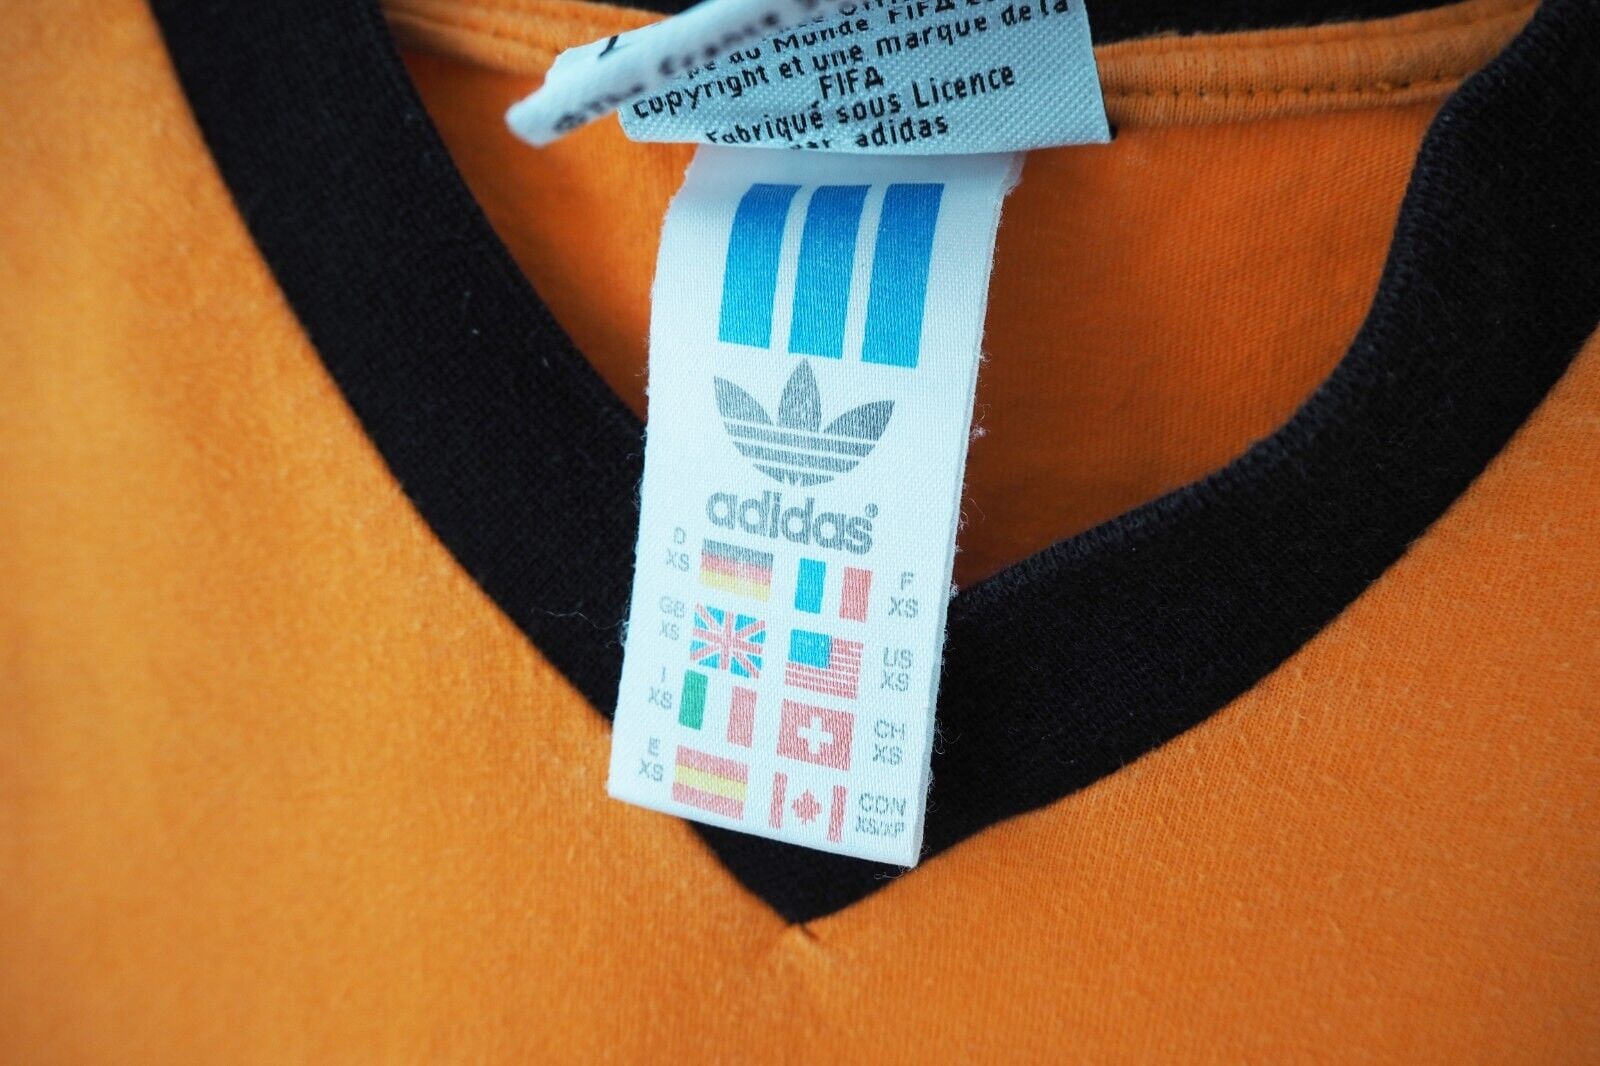 du Monde FIFA
copyright et une marque de la
FIFA
Fabriqué sous Licence
par adidas
adidas®
D
XS
F
XS
GB
XS
US
XS
I
XS
CH
XS
E
XS
CDN
XS/XP